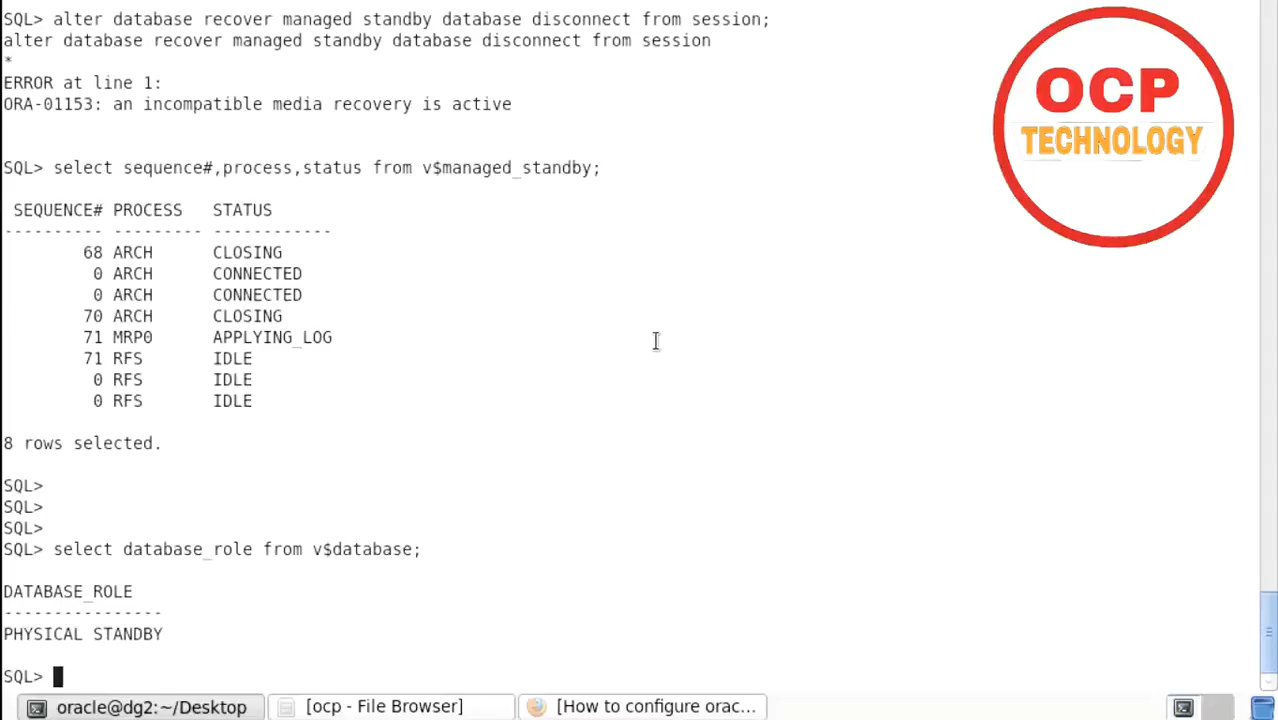 SQL> alter database recover managed standby database disconnect from session;
alter database recover managed standby database disconnect from session
*
ERROR at line 1:
ORA-01153: an incompatible media recovery is active
OCP
TECHNOLOGY
SQL> select sequence#,process,status from v$managed_standby;
SEQUENCE# PROCESS   STATUS
---------- --------- ------------
68 ARCH      CLOSING
0 ARCH      CONNECTED
0 ARCH      CONNECTED
70 ARCH      CLOSING
71 MRP0      APPLYING_LOG
71 RFS       IDLE
0 RFS       IDLE
0 RFS       IDLE
8 rows selected.
SQL>
SQL>
SQL>
SQL> select database_role from v$database;
DATABASE_ROLE
----------------
PHYSICAL STANDBY
SQL>
oracle@dg2:~/Desktop
[ocp - File Browser]
[How to configure orac...